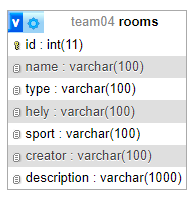 v team04 rooms
id : int(11)
name : varchar(100)
type : varchar(100)
hely : varchar(100)
sport : varchar(100)
creator : varchar(100)
description : varchar(1000)